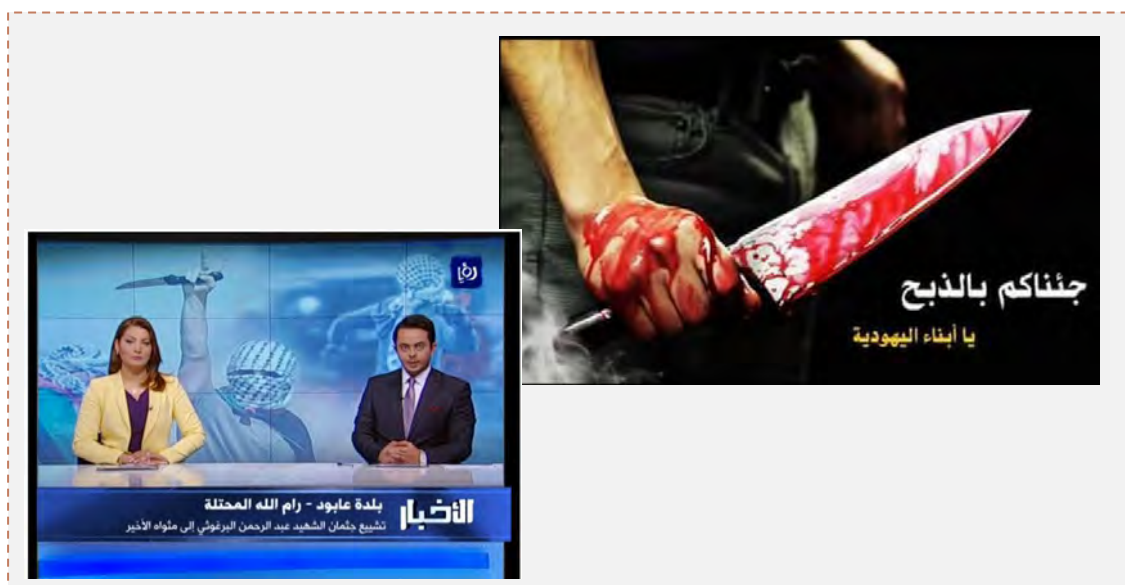 جئناكم بالذبح
يا أبناء اليهودية
رؤيا
الأخبار
بلدة عابود - رام الله المحتلة
تشييع جثمان الشهيد عبد الرحمن البرغوثي إلى مثواه الأخير